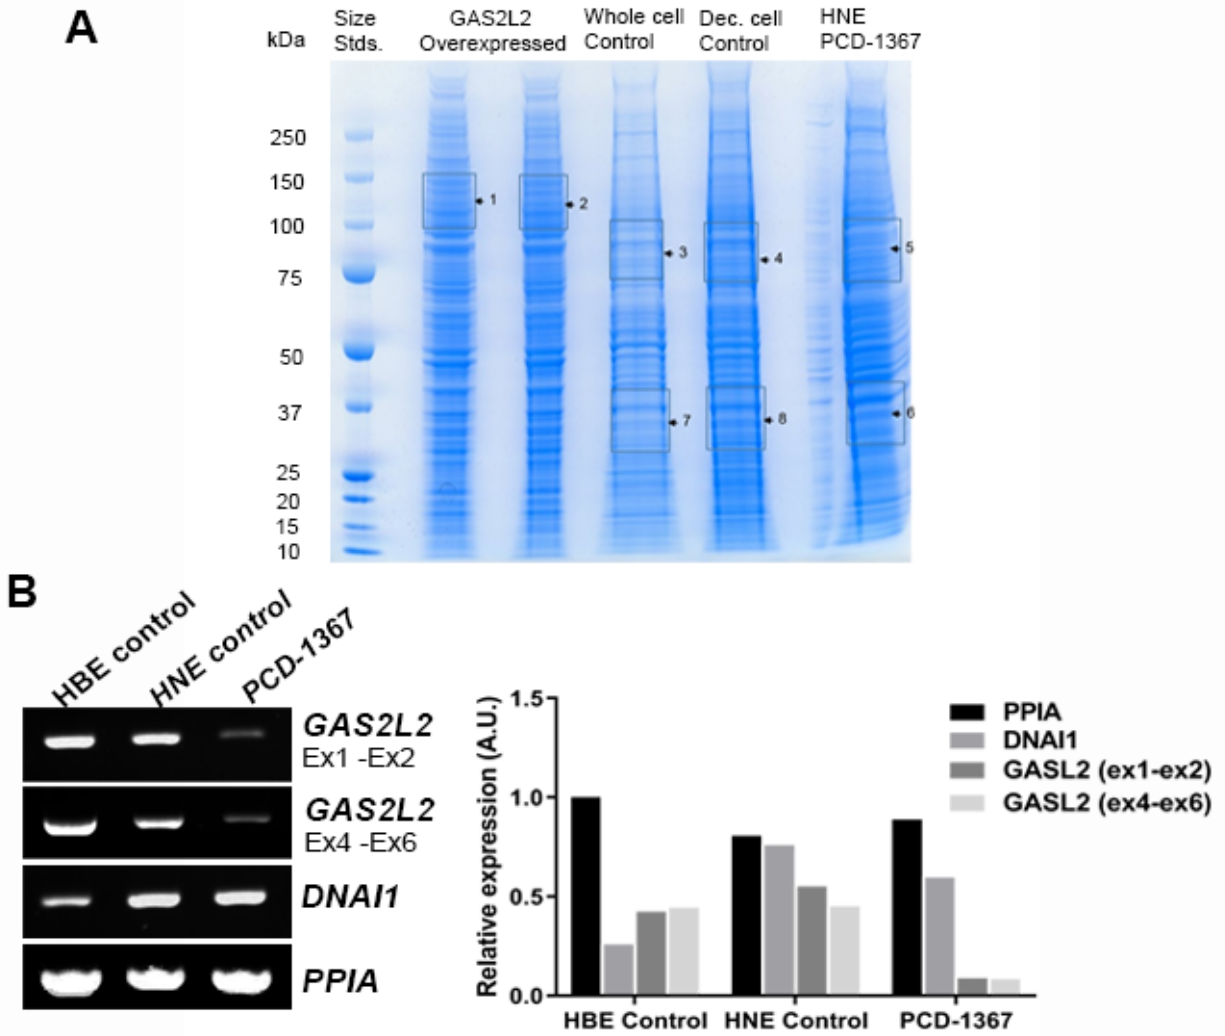 A
kDa
Size
Stds.
GAS2L2
Overexpressed
Whole cell
Control
Dec. cell
Control
HNE
PCD-1367
250
150
100
75
50
37
25
20
15
10
1
2
3
4
5
7
8
6
B
HBE control
HNE control
PCD-1367
GAS2L2
Ex1 -Ex2
GAS2L2
Ex4 -Ex6
DNAI1
PPIA
Relative expression (A.U.)
1.5
1.0
0.5
0.0
HBE Control HNE Control PCD-1367
PPIA
DNAI1
GASL2 (ex1-ex2)
GASL2 (ex4-ex6)